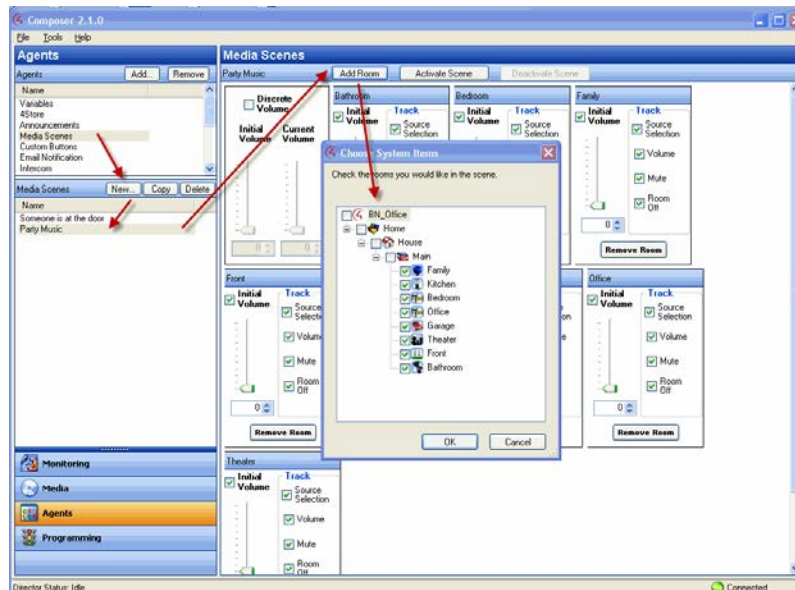 Composer 2.1.0
File Tools Help
Agents
Agents Add... Remove
Name
Variables
4Store
Announcements
Media Scenes
Custom Buttons
Email Notification
Intercom
Media Scenes New... Copy Delete
Name
Someone is at the door
Party Music
Monitoring
Media
Agents
Programming
Director Status: Idle
Connected
Media Scenes
Party Music Add Room Activate Scene Deactivate Scene
Discrete Volume
Initial Volume
Current Volume
0
0
Bathroom
Initial Volume
Track
Source Selection
Bedroom
Initial Volume
Track
Source Selection
Family
Initial Volume
Track
Source Selection
Volume
Mute
Room Off
0
Remove Room
Choose System Items
Check the rooms you would like in the scene.
BN_Office
Home
House
Main
Family
Kitchen
Bedroom
Office
Garage
Theater
Front
Bathroom
OK Cancel
Front
Initial Volume
Track
Source Selection
Volume
Mute
Room Off
0
Remove Room
Office
Initial Volume
Track
Source Selection
Volume
Mute
Room Off
0
Remove Room
Theater
Initial Volume
Track
Source Selection
Volume
Mute
Room Off